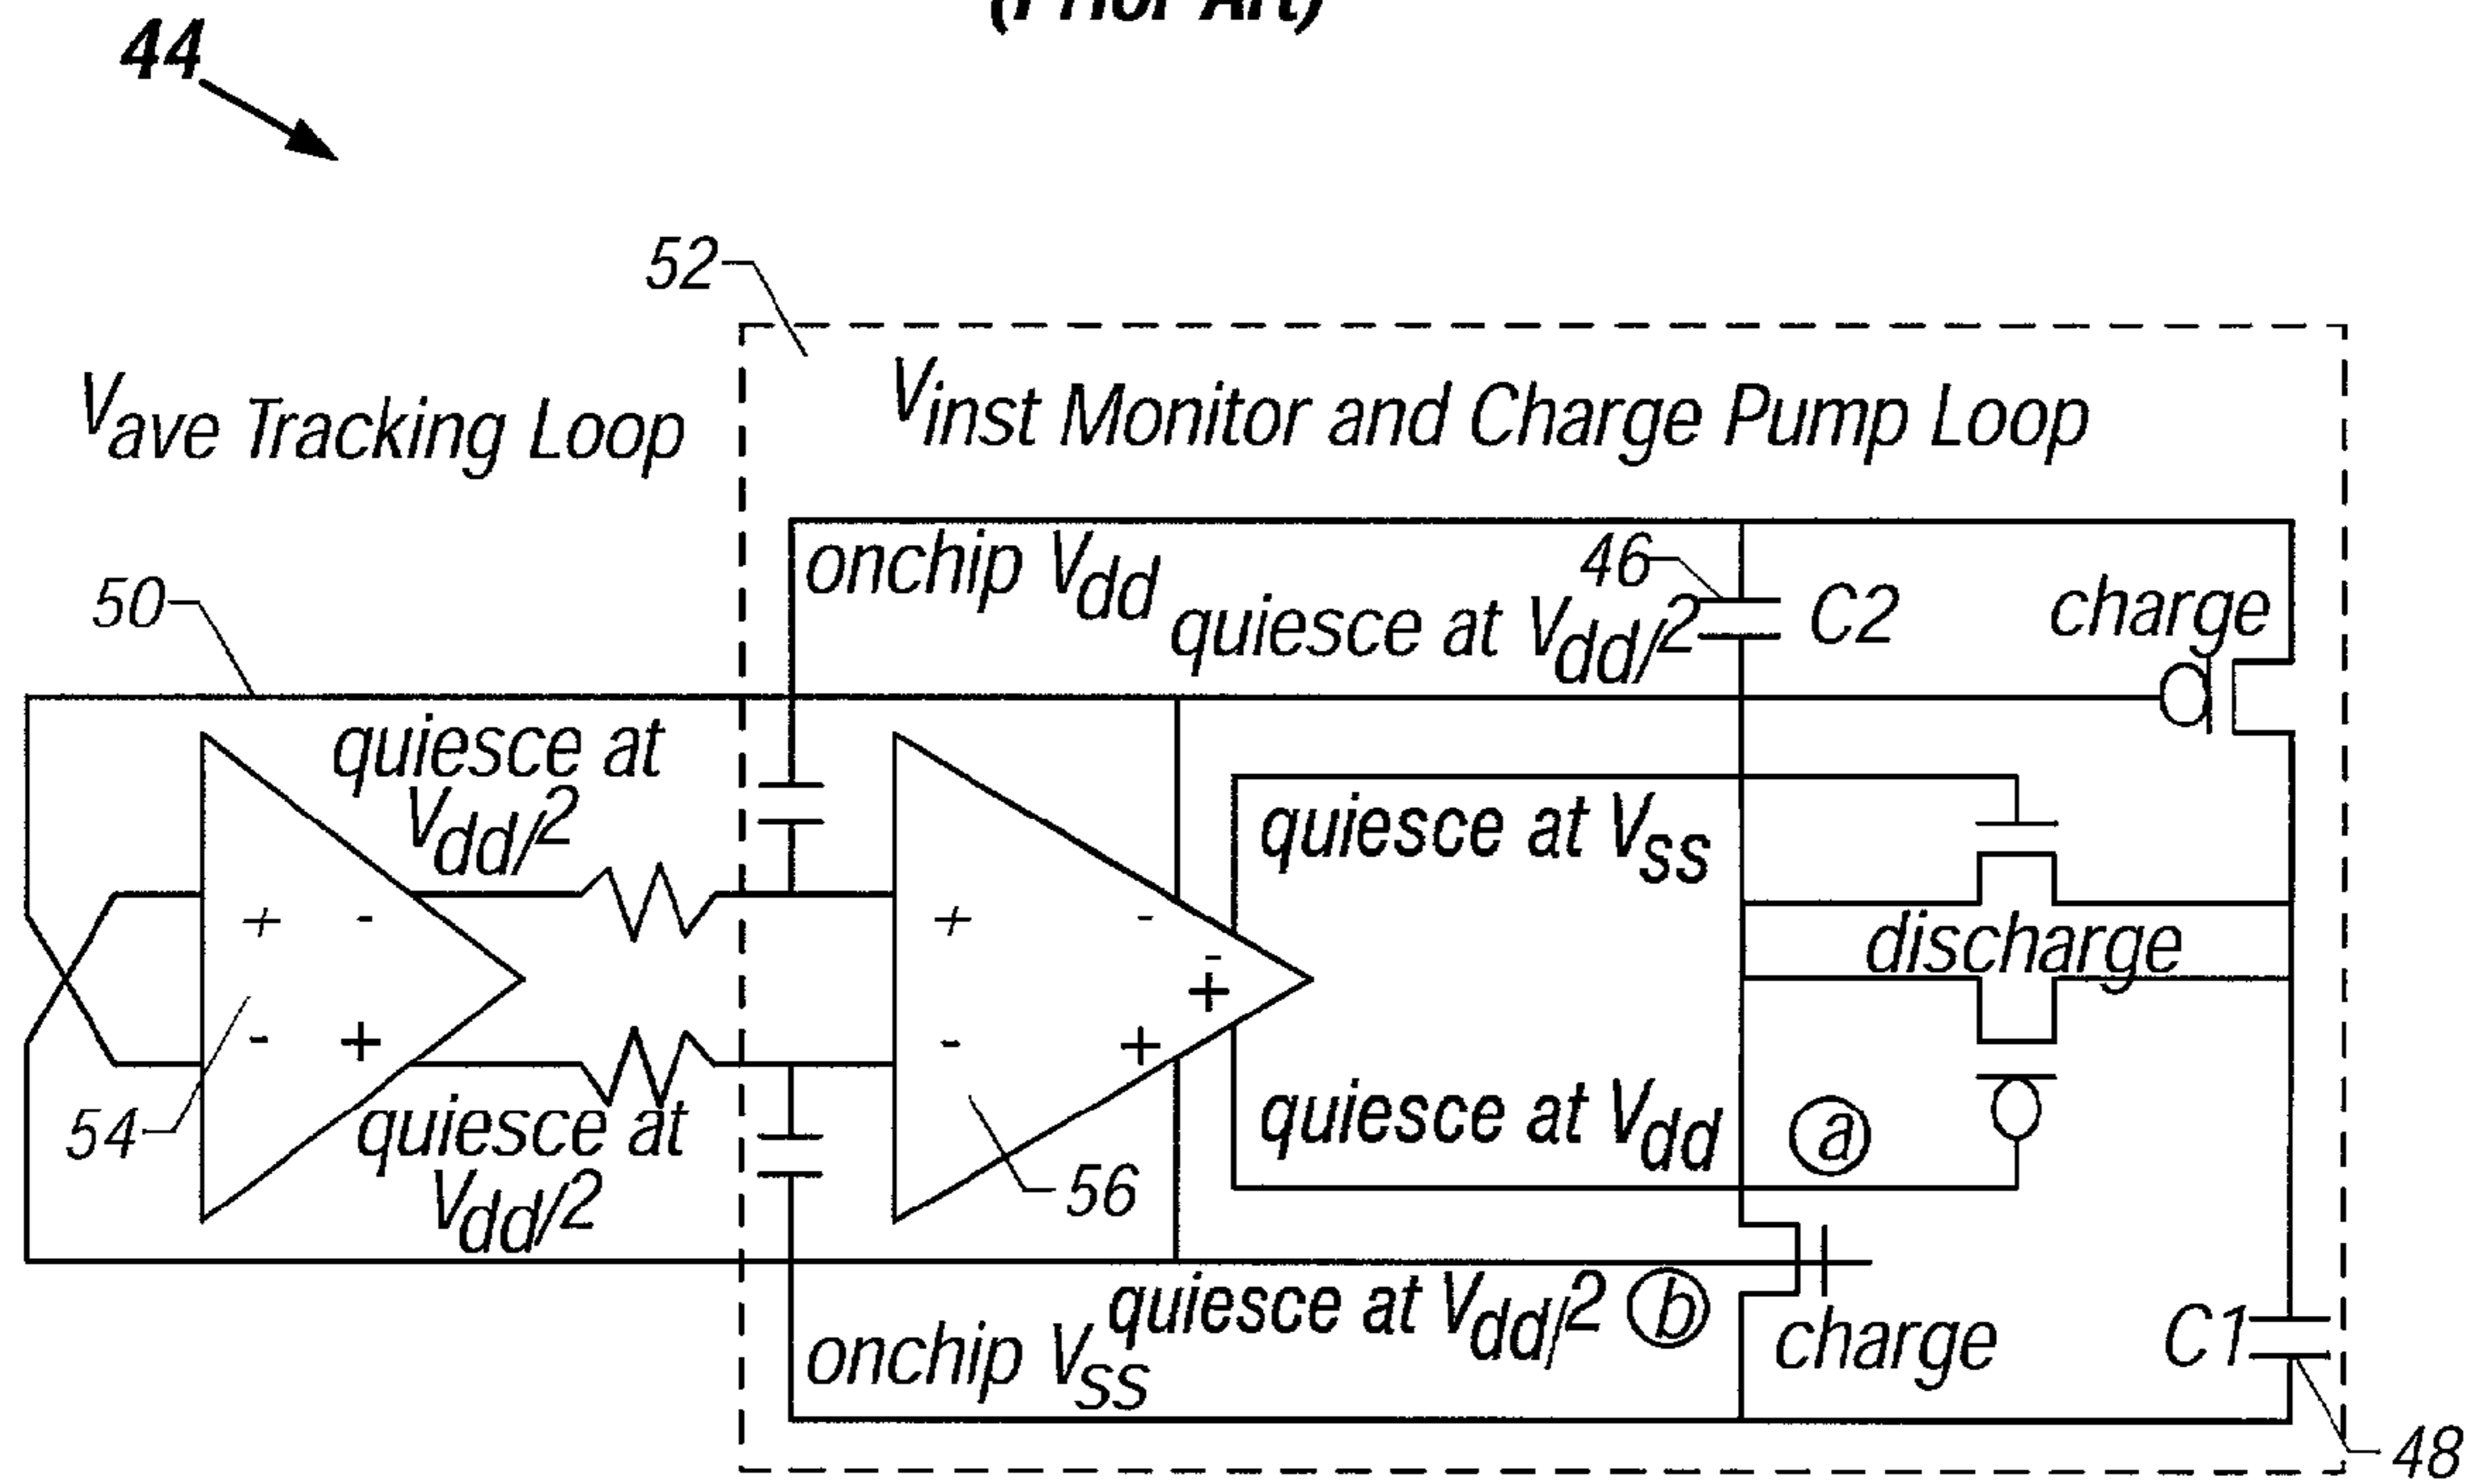 (Prior Art)
44
52
Vave Tracking Loop
Vinst Monitor and Charge Pump Loop
onchip Vdd
46
C2
charge
50
quiesce at Vdd/2
quiesce at
Vdd/2
quiesce at Vss
+ -
+ -
discharge
-
+
- +
- +
54
quiesce at
Vdd/2
56
quiesce at Vdd
a
quiesce at Vdd/2 b
onchip Vss
charge
C1
48